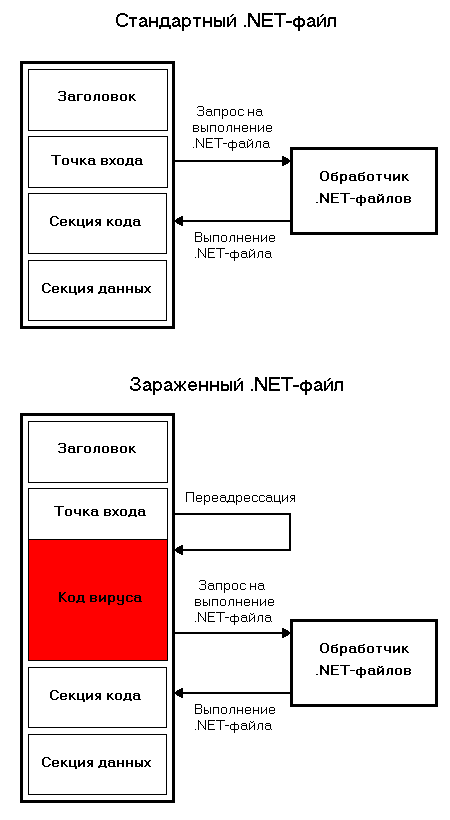 Стандартный .NET-файл
Заголовок
Запрос на
выполнение
.NET-файла
Точка входа
Обработчик
.NET-файлов
Секция кода
Выполнение
.NET-файла
Секция данных
Зараженный .NET-файл
Заголовок
Переадрессация
Точка входа
Код вируса
Запрос на
выполнение
.NET-файла
Обработчик
.NET-файлов
Секция кода
Выполнение
.NET-файла
Секция данных